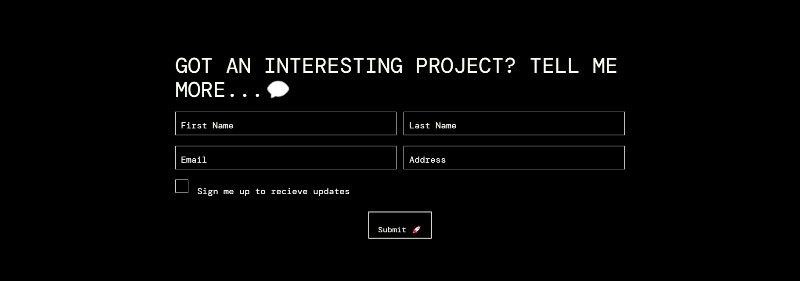 GOT AN INTERESTING PROJECT? TELL ME
MORE...💬
First Name
Last Name
Email
Address
Sign me up to recieve updates
Submit 🚀